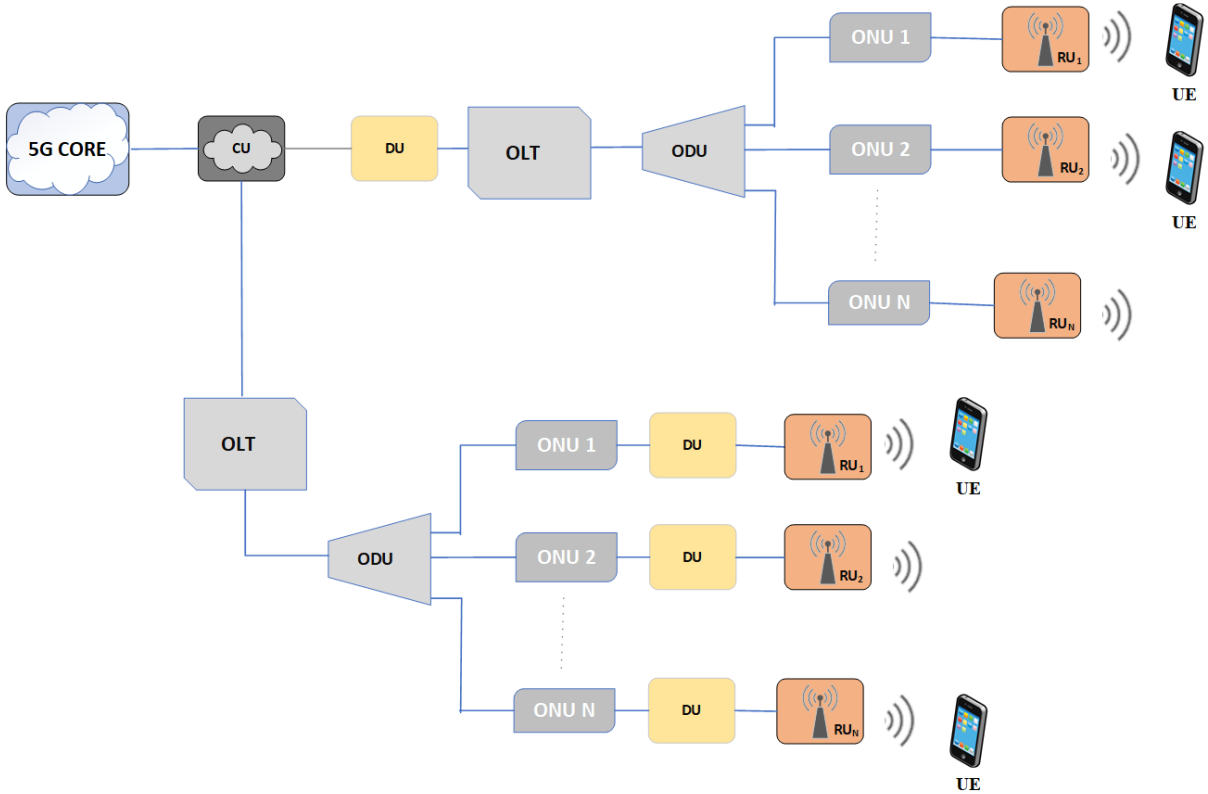 ONU 1
RU1
UE
5G CORE
CU
DU
OLT
ODU
ONU 2
RU2
UE
ONU N
RUN
OLT
ODU
ONU 1
DU
RU1
UE
ONU 2
DU
RU2
ONU N
DU
RUN
UE